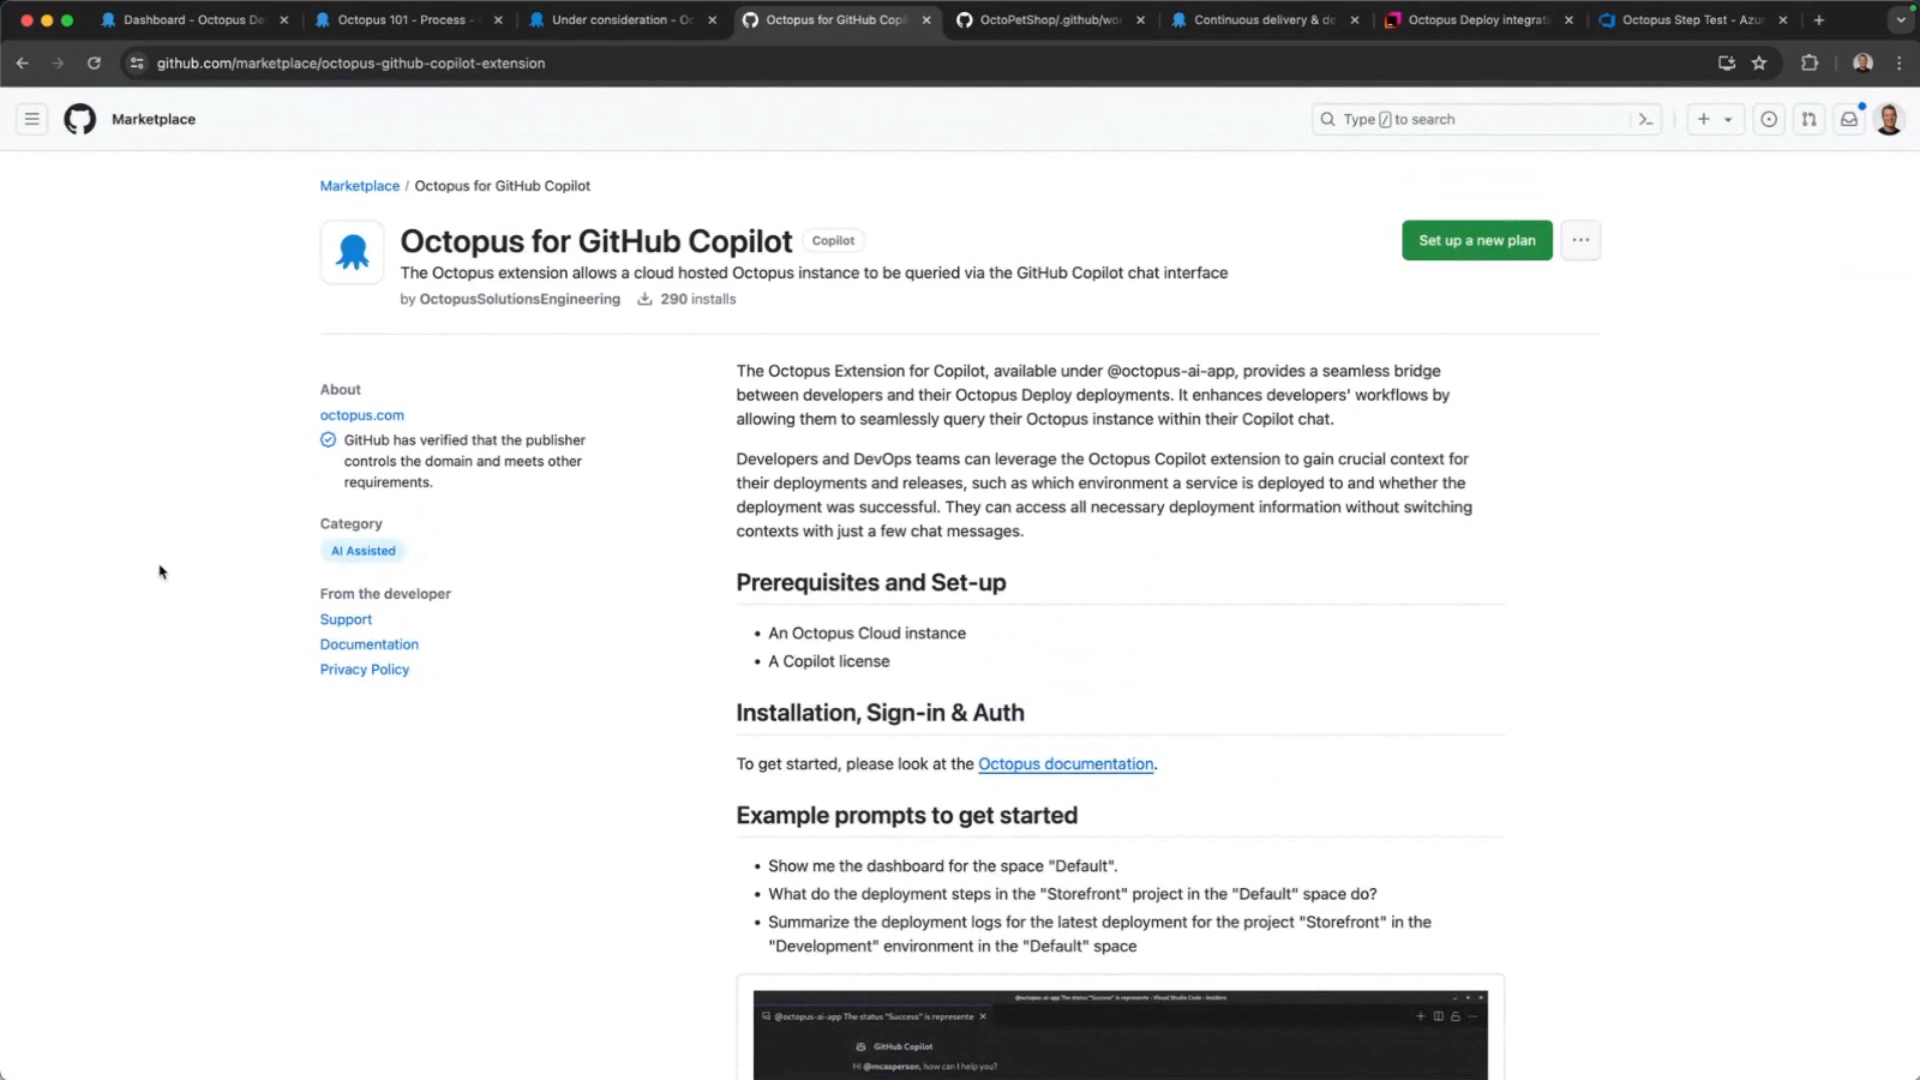 Dashboard - Octopus De
Octopus 101 - Process -
Under consideration - Oc
Octopus for GitHub Copil
OctoPetShop/.github/wor
Continuous delivery & de
Octopus Deploy integrati
Octopus Step Test - Azur
github.com/marketplace/octopus-github-copilot-extension
Marketplace
Type / to search
Marketplace / Octopus for GitHub Copilot
Octopus for GitHub Copilot
Copilot
Set up a new plan
The Octopus extension allows a cloud hosted Octopus instance to be queried via the GitHub Copilot chat interface
by OctopusSolutionsEngineering 290 installs
About
octopus.com
GitHub has verified that the publisher
controls the domain and meets other
requirements.
Category
AI Assisted
From the developer
Support
Documentation
Privacy Policy
The Octopus Extension for Copilot, available under @octopus-ai-app, provides a seamless bridge
between developers and their Octopus Deploy deployments. It enhances developers' workflows by
allowing them to seamlessly query their Octopus instance within their Copilot chat.
Developers and DevOps teams can leverage the Octopus Copilot extension to gain crucial context for
their deployments and releases, such as which environment a service is deployed to and whether the
deployment was successful. They can access all necessary deployment information without switching
contexts with just a few chat messages.
Prerequisites and Set-up
• An Octopus Cloud instance
• A Copilot license
Installation, Sign-in & Auth
To get started, please look at the Octopus documentation.
Example prompts to get started
• Show me the dashboard for the space "Default".
• What do the deployment steps in the "Storefront" project in the "Default" space do?
• Summarize the deployment logs for the latest deployment for the project "Storefront" in the
"Development" environment in the "Default" space
@octopus-ai-app The status "Success" is represente - Visual Studio Code - Insiders
@octopus-ai-app The status "Success" is represente
GitHub Copilot
Hi @mcasperson, how can I help you?